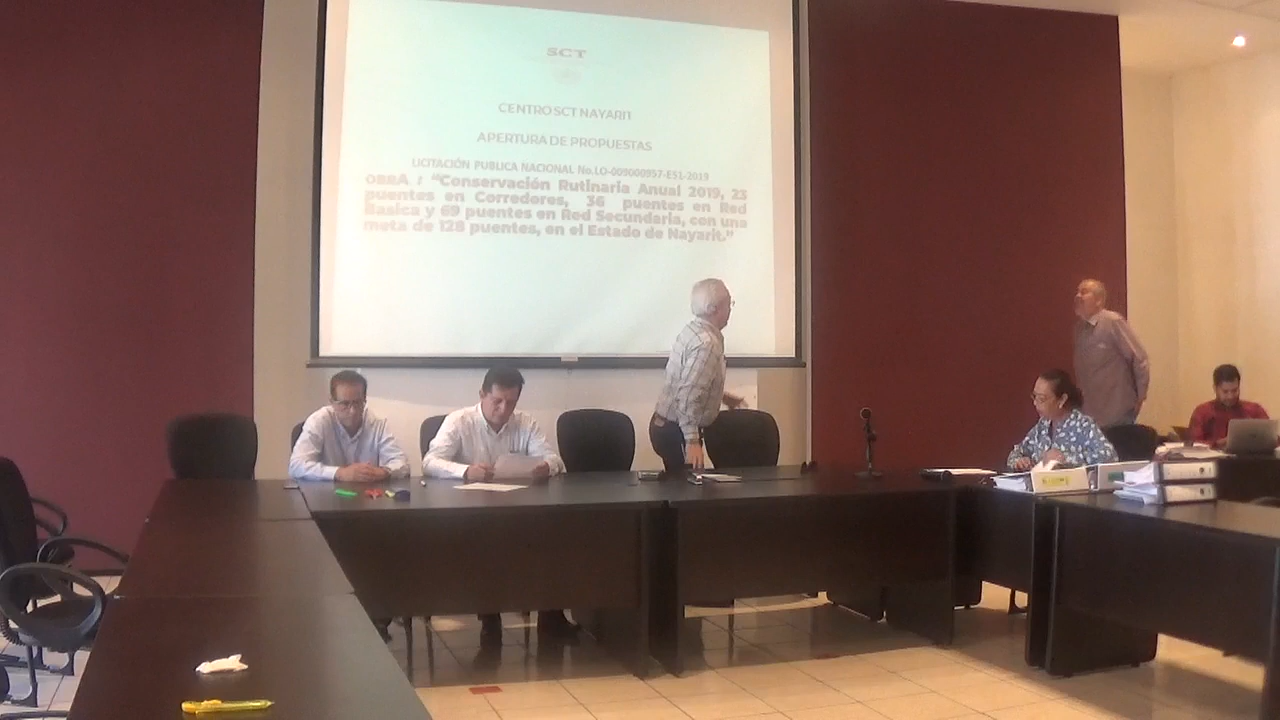 SCT
CENTRO SCT NAYARIT
APERTURA DE PROPUESTAS
LICITACIÓN PUBLICA NACIONAL No.LO-009000957-E51-2019
OBRA : “Conservación Rutinaria Anual 2019, 23
puentes en Corredores, 36 puentes en Red
Basica y 69 puentes en Red Secundaria, con una
meta de 128 puentes, en el Estado de Nayarit.”